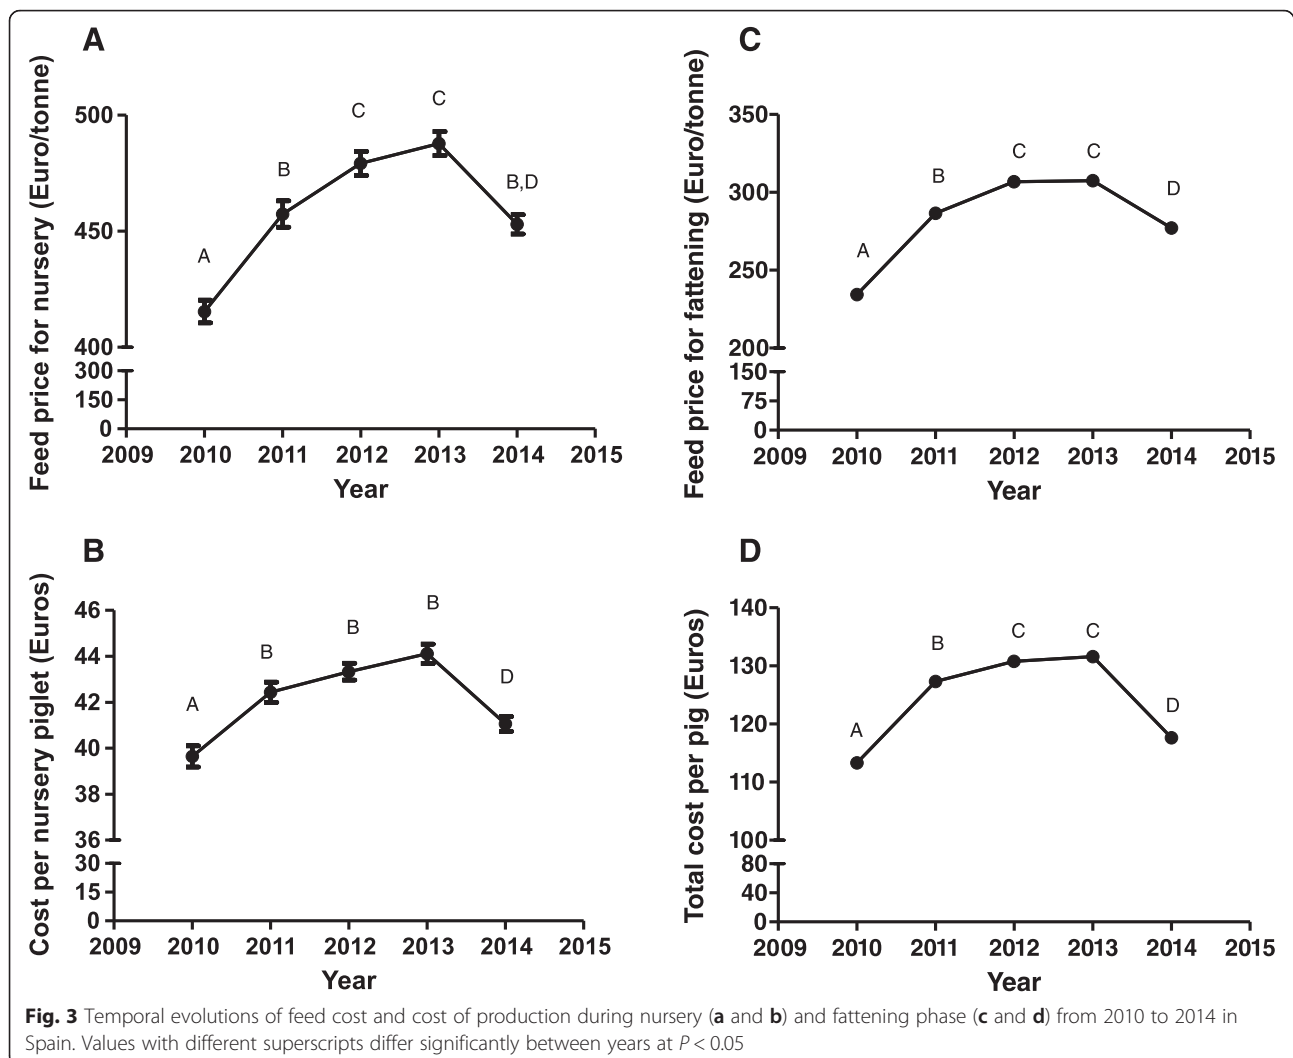 A
Feed price for nursery (Euro/tonne)
500
450
400
300
150
0
A
B
C
C
B,D
2009 2010 2011 2012 2013 2014 2015
Year
C
Feed price for fattening (Euro/tonne)
350
300
250
200
150
75
0
A
B
C
C
D
2009 2010 2011 2012 2013 2014 2015
Year
B
Cost per nursery piglet (Euros)
46
44
42
40
38
36
30
15
0
A
B
B
B
D
2009 2010 2011 2012 2013 2014 2015
Year
D
Total cost per pig (Euros)
140
130
120
110
100
80
40
0
A
B
C
C
D
2009 2010 2011 2012 2013 2014 2015
Year
Fig. 3 Temporal evolutions of feed cost and cost of production during nursery (a and b) and fattening phase (c and d) from 2010 to 2014 in
Spain. Values with different superscripts differ significantly between years at P < 0.05